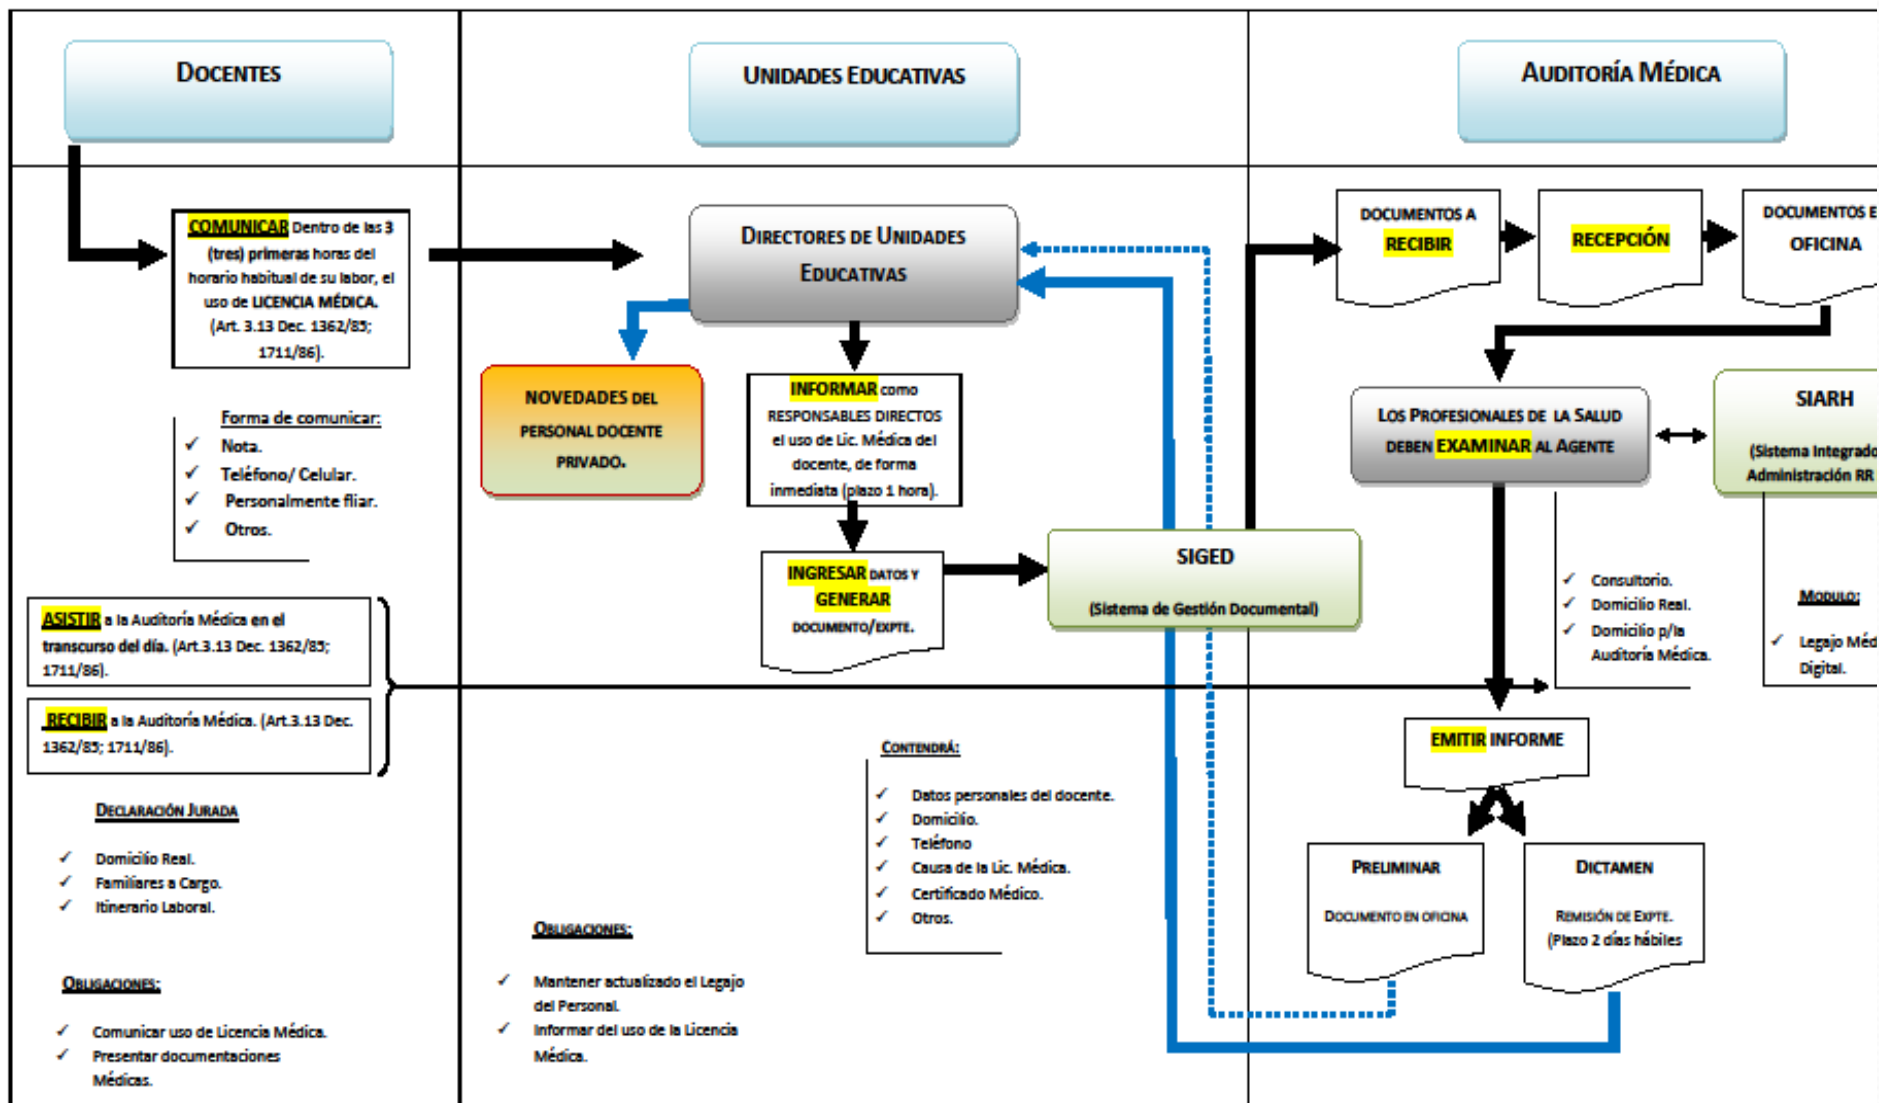 DOCENTES
UNIDADES EDUCATIVAS
AUDITORÍA MÉDICA
COMUNICAR Dentro de las 3
(tres) primeras horas del
horario habitual de su labor, el
uso de LICENCIA MÉDICA.
(Art. 3.13 Dec. 1362/85;
1711/86).
Forma de comunicar:
✓ Nota.
✓ Teléfono/ Celular.
✓ Personalmente fliar.
✓ Otros.
ASISTIR a la Auditoría Médica en el
transcurso del día. (Art.3.13 Dec. 1362/85;
1711/86).
RECIBIR a la Auditoría Médica. (Art.3.13 Dec.
1362/85; 1711/86).
DECLARACIÓN JURADA
✓ Domicilio Real.
✓ Familiares a Cargo.
✓ Itinerario Laboral.
OBLIGACIONES:
✓ Comunicar uso de Licencia Médica.
✓ Presentar documentaciones
Médicas.
DIRECTORES DE UNIDADES
EDUCATIVAS
NOVEDADES DEL
PERSONAL DOCENTE
PRIVADO.
INFORMAR como
RESPONSABLES DIRECTOS
el uso de Lic. Médica del
docente, de forma
inmediata (plazo 1 hora).
INGRESAR DATOS Y
GENERAR
DOCUMENTO/EXPTE.
SIGED
(Sistema de Gestión Documental)
CONTENDRÁ:
✓ Datos personales del docente.
✓ Domicilio.
✓ Teléfono
✓ Causa de la Lic. Médica.
✓ Certificado Médico.
✓ Otros.
OBLIGACIONES:
✓ Mantener actualizado el Legajo
del Personal.
✓ Informar del uso de la Licencia
Médica.
DOCUMENTOS A
RECIBIR
RECEPCIÓN
DOCUMENTOS E
OFICINA
LOS PROFESIONALES DE LA SALUD
DEBEN EXAMINAR AL AGENTE
SIARH
(Sistema Integrado
Administración RR
✓ Consultorio.
✓ Domicilio Real.
✓ Domicilio p/la
Auditoría Médica.
MODULO:
✓ Legajo Méd
Digital.
EMITIR INFORME
PRELIMINAR
DOCUMENTO EN OFICINA
DICTAMEN
REMISIÓN DE EXPTE.
(Plazo 2 días hábiles